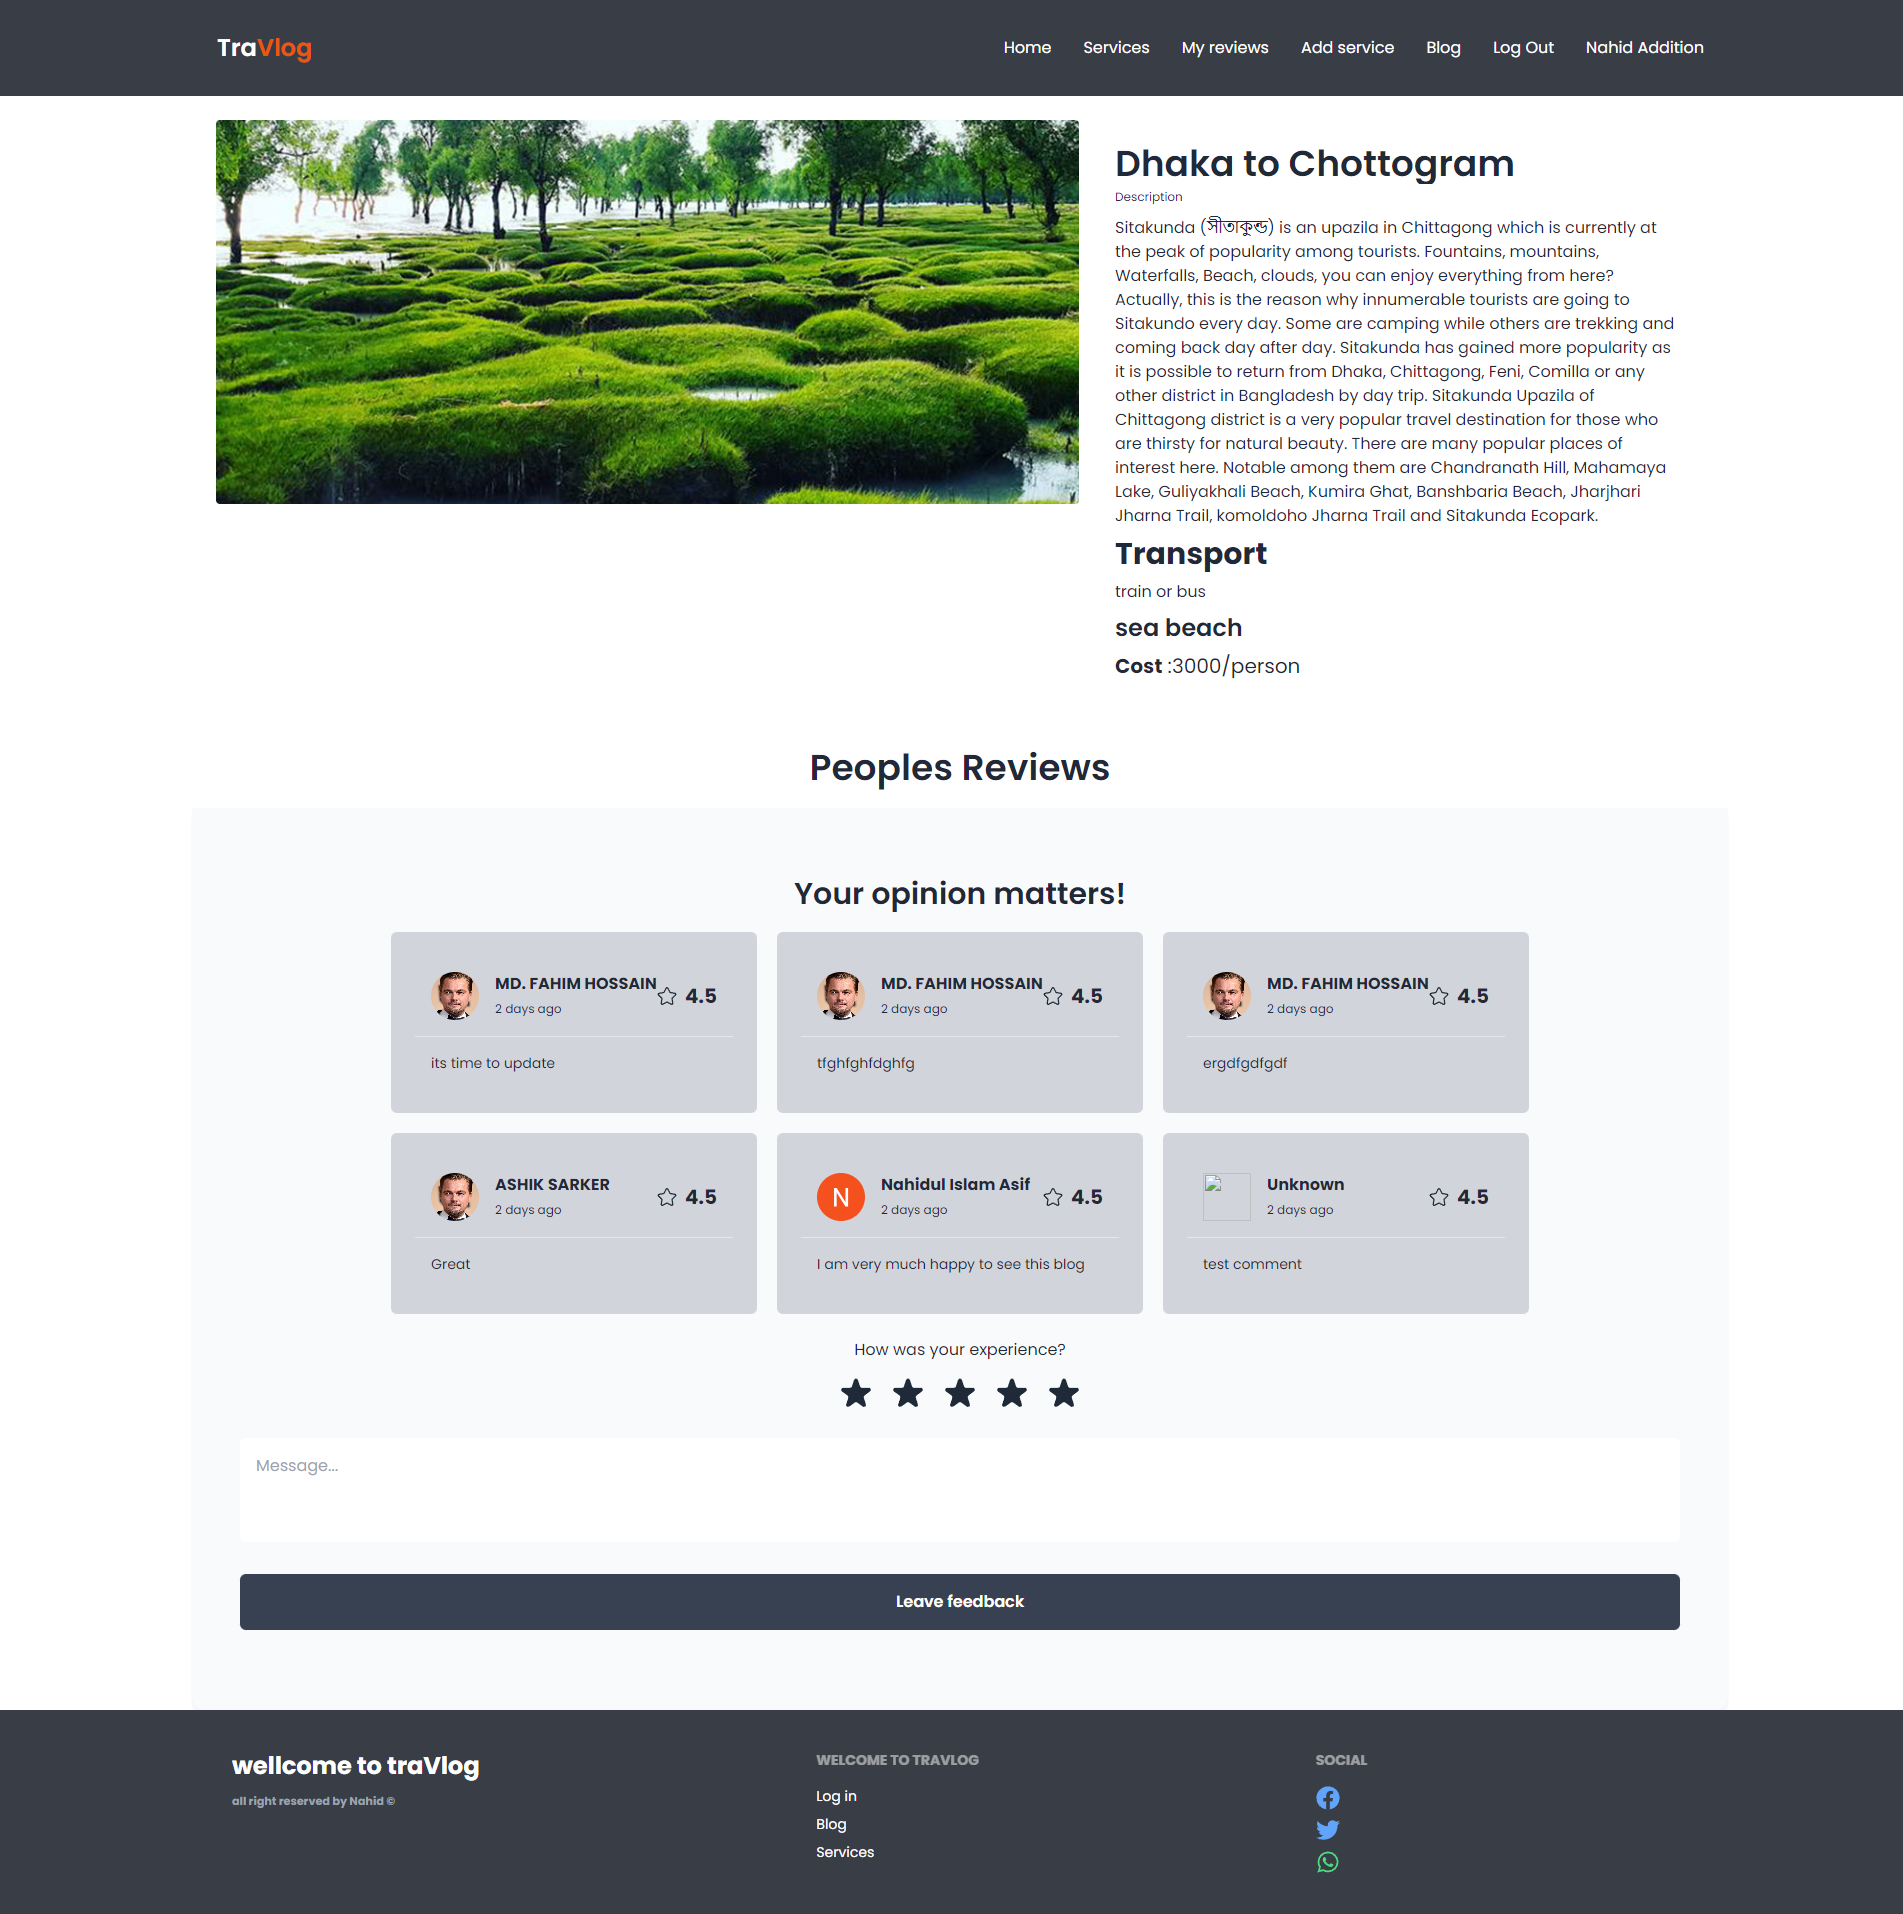 TraVlog
Home Services My reviews Add service Blog Log Out Nahid Addition
Dhaka to Chottogram
Description
Sitakunda (সীতাকুন্ড) is an upazila in Chittagong which is currently at
the peak of popularity among tourists. Fountains, mountains,
Waterfalls, Beach, clouds, you can enjoy everything from here?
Actually, this is the reason why innumerable tourists are going to
Sitakundo every day. Some are camping while others are trekking and
coming back day after day. Sitakunda has gained more popularity as
it is possible to return from Dhaka, Chittagong, Feni, Comilla or any
other district in Bangladesh by day trip. Sitakunda Upazila of
Chittagong district is a very popular travel destination for those who
are thirsty for natural beauty. There are many popular places of
interest here. Notable among them are Chandranath Hill, Mahamaya
Lake, Guliyakhali Beach, Kumira Ghat, Banshbaria Beach, Jharjhari
Jharna Trail, komoldoho Jharna Trail and Sitakunda Ecopark.
Transport
train or bus
sea beach
Cost :3000/person
Peoples Reviews
Your opinion matters!
MD. FAHIM HOSSAIN 4.5
2 days ago
its time to update
MD. FAHIM HOSSAIN 4.5
2 days ago
tfghfghfdghfg
MD. FAHIM HOSSAIN 4.5
2 days ago
ergdfgdfgdf
ASHIK SARKER 4.5
2 days ago
Great
N
Nahidul Islam Asif 4.5
2 days ago
I am very much happy to see this blog
Unknown 4.5
2 days ago
test comment
How was your experience?
Message...
Leave feedback
wellcome to traVlog
all right reserved by Nahid ©
WELCOME TO TRAVLOG
Log in
Blog
Services
SOCIAL